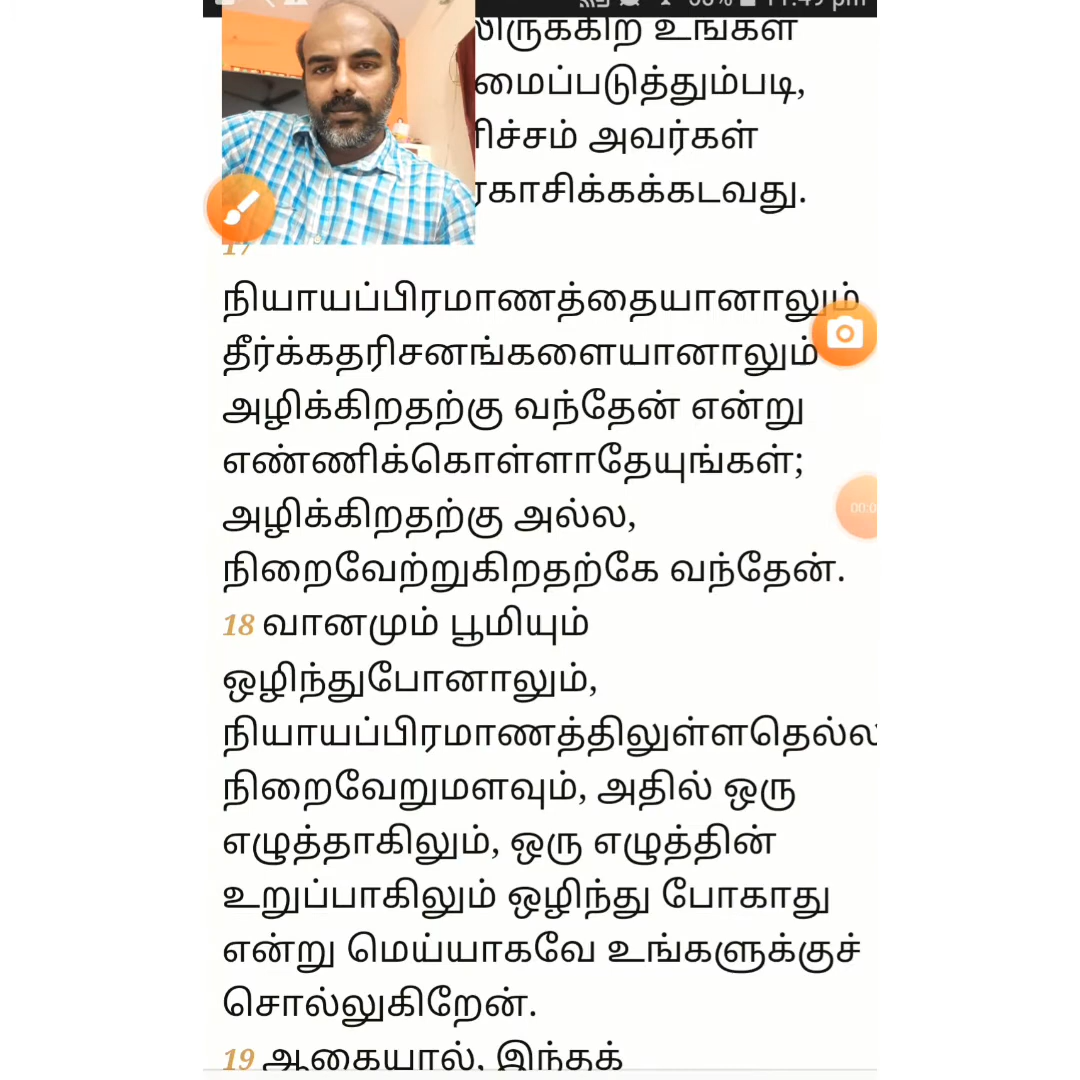 உங்கள்
மைப்படுத்தும்படி,
ரிச்சம் அவர்கள்
ரகாசிக்கக்கடவது.
17
நியாயப்பிரமாணத்தையானாலும்
தீர்க்கதரிசனங்களையானாலும்
அழிக்கிறதற்கு வந்தேன் என்று
எண்ணிக்கொள்ளாதேயுங்கள்;
அழிக்கிறதற்கு அல்ல,
நிறைவேற்றுகிறதற்கே வந்தேன்.
18 வானமும் பூமியும்
ஒழிந்துபோனாலும்,
நியாயப்பிரமாணத்திலுள்ளதெல்ல
நிறைவேறுமளவும், அதில் ஒரு
எழுத்தாகிலும், ஒரு எழுத்தின்
உறுப்பாகிலும் ஒழிந்து போகாது
என்று மெய்யாகவே உங்களுக்குச்
சொல்லுகிறேன்.
19 ஆகையால், இந்தக்